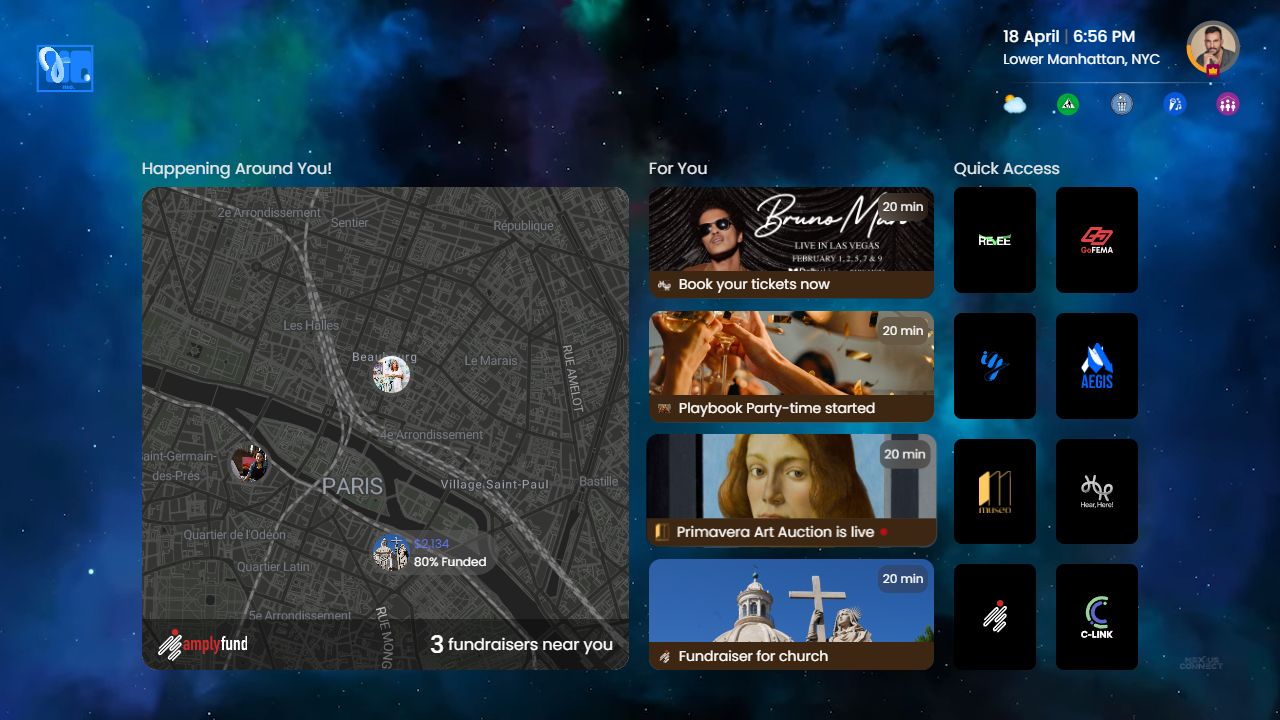 18 April | 6:56 PM
Lower Manhattan, NYC
INC.
Happening Around You!
For You
Quick Access
2e Arrondissement
Sentier
République
Les Halles
Le Marais
RUE AMELOT
4e Arrondissement
Saint-Germain-
des-Prés
PARIS
Village Saint-Paul
Bastille
Quartier de l'Odéon
$2,134
80% Funded
Quartier Latin
5e Arrondissement
RUE MONG
amplyfund
3 fundraisers near you
20 min
LIVE IN LAS VEGAS
FEBRUARY 1, 2, 5, 7 & 9
Book your tickets now
20 min
Playbook Party-time started
20 min
Primavera Art Auction is live
20 min
Fundraiser for church
GoFEMA
AEGIS
museo
Hear, Here!
C-LINK
NEXUS
CONNECT